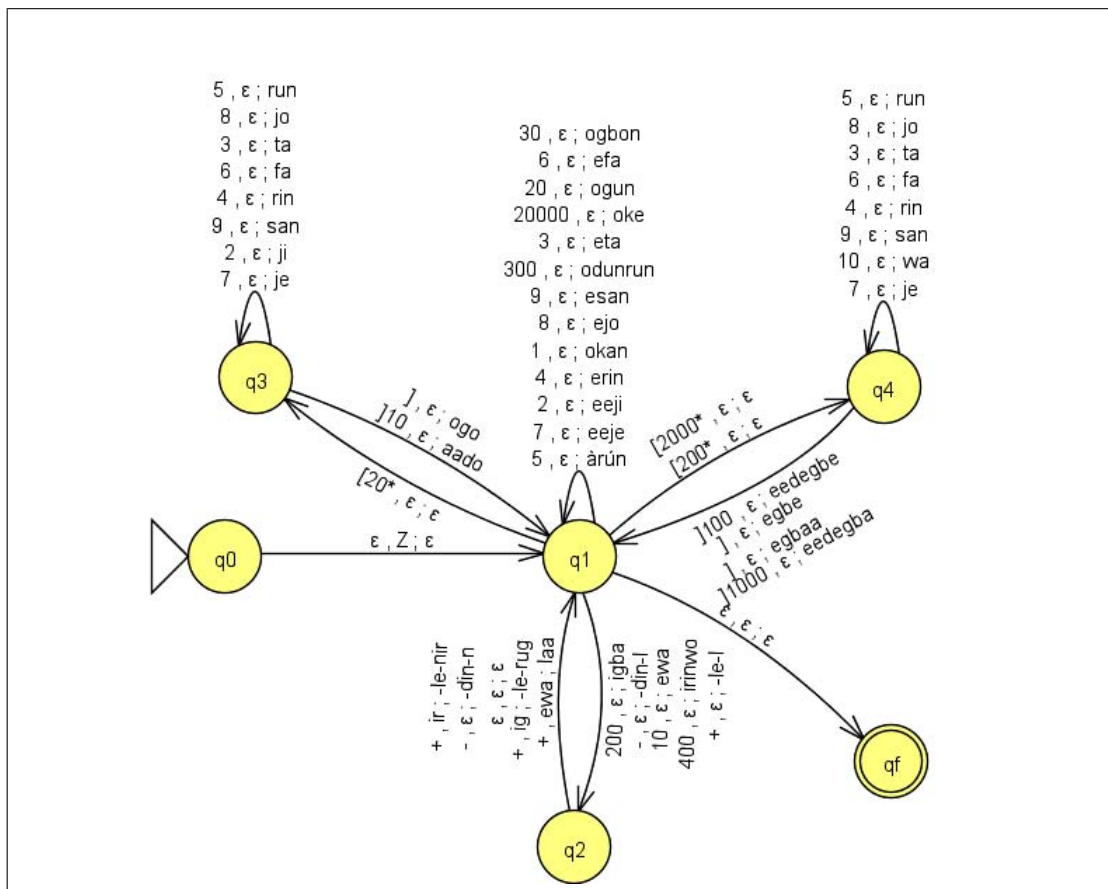 5 , ε ; run
8 , ε ; jo
3 , ε ; ta
6 , ε ; fa
4 , ε ; rin
9 , ε ; san
2 , ε ; ji
7 , ε ; je
q3
30 , ε ; ogbon
6 , ε ; efa
20 , ε ; ogun
20000 , ε ; oke
3 , ε ; eta
300 , ε ; odunrun
9 , ε ; esan
8 , ε ; ejo
1 , ε ; okan
4 , ε ; erin
2 , ε ; eeji
7 , ε ; eeje
5 , ε ; àrún
5 , ε ; run
8 , ε ; jo
3 , ε ; ta
6 , ε ; fa
4 , ε ; rin
9 , ε ; san
10 , ε ; wa
7 , ε ; je
q4
] , ε ; ogo
]10 , ε ; aado
[20* , ε ; ε
[2000* , ε ; ε
[200* , ε ; ε
]100 , ε ; eedegbe
] , ε ; egbe
] , ε ; egbaa
]1000 , ε ; eedegba
q0
ε , Z ; ε
q1
ε , ε ; ε
+ , ir ; -le-nir
- , ε ; -din-n
ε , ε ; ε
+ , ig ; -le-rug
+ , ewa ; laa
200 , ε ; igba
- , ε ; -din-l
10 , ε ; ewa
400 , ε ; irinwo
+ , ε ; -le-l
qf
q2